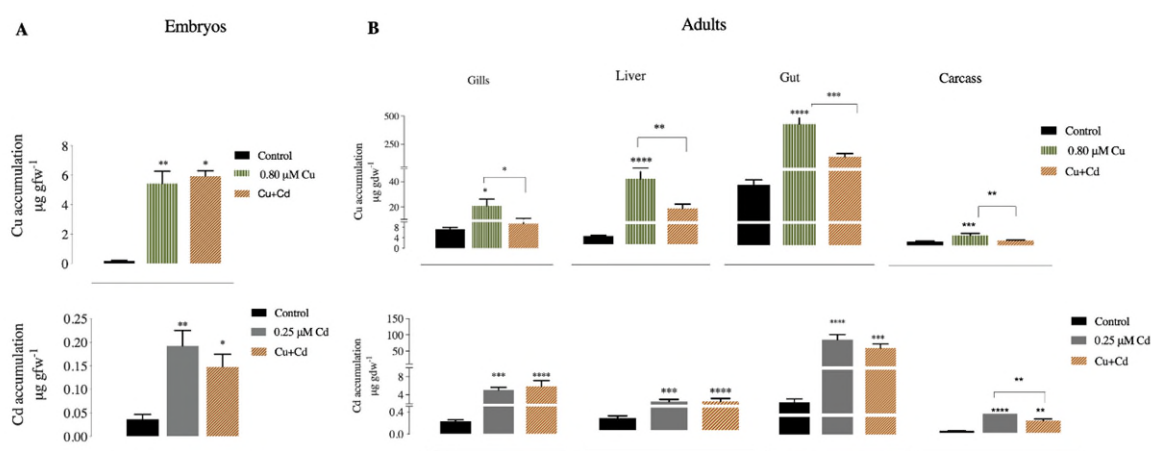 A
Embryos
B
Adults
Gills
Liver
Gut
Carcass
Cu accumulation
µg gfw-1
8
6
4
2
0
**
*
Control
0.80 µM Cu
Cu+Cd
Cu accumulation
µg gdw-1
500
250
40
20
8
4
0
*
*
****
**
****
***
***
**
Control
0.80 µM Cu
Cu+Cd
Cd accumulation
µg gfw-1
0.25
0.20
0.15
0.10
0.05
0.00
**
*
Control
0.25 µM Cd
Cu+Cd
Cd accumulation
µg gdw-1
150
100
50
8
4
0.4
0.0
***
****
***
****
****
***
****
**
**
Control
0.25 µM Cd
Cu+Cd